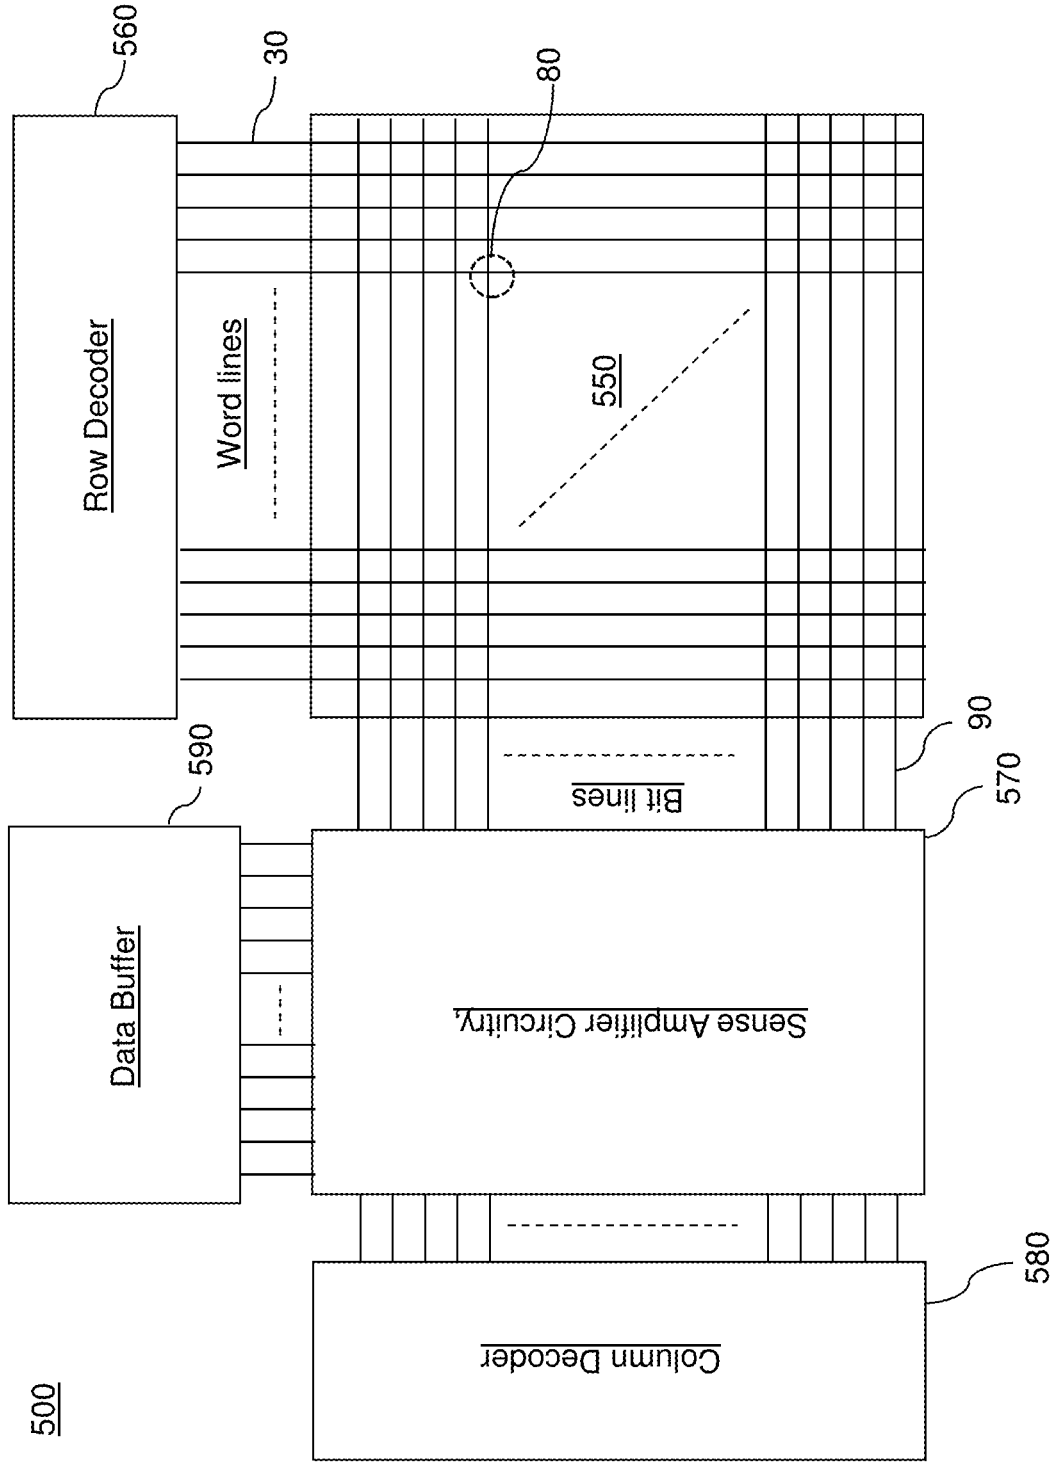 560
30
80
Row Decoder
Word lines
550
590
90
570
Bit lines
Data Buffer
Sense Amplifier Circuitry,
580
Column Decoder
500